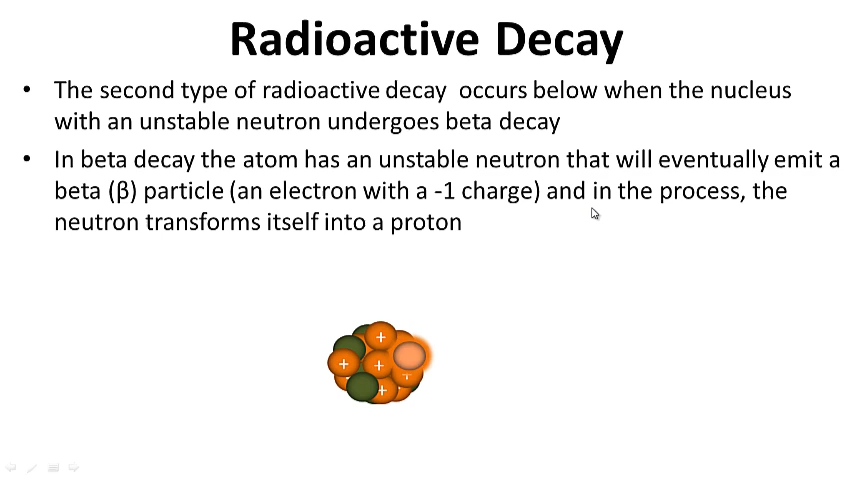 Radioactive Decay
• The second type of radioactive decay  occurs below when the nucleus
with an unstable neutron undergoes beta decay
• In beta decay the atom has an unstable neutron that will eventually emit a
beta (β) particle (an electron with a -1 charge) and in the process, the
neutron transforms itself into a proton
+
+ +
+
+